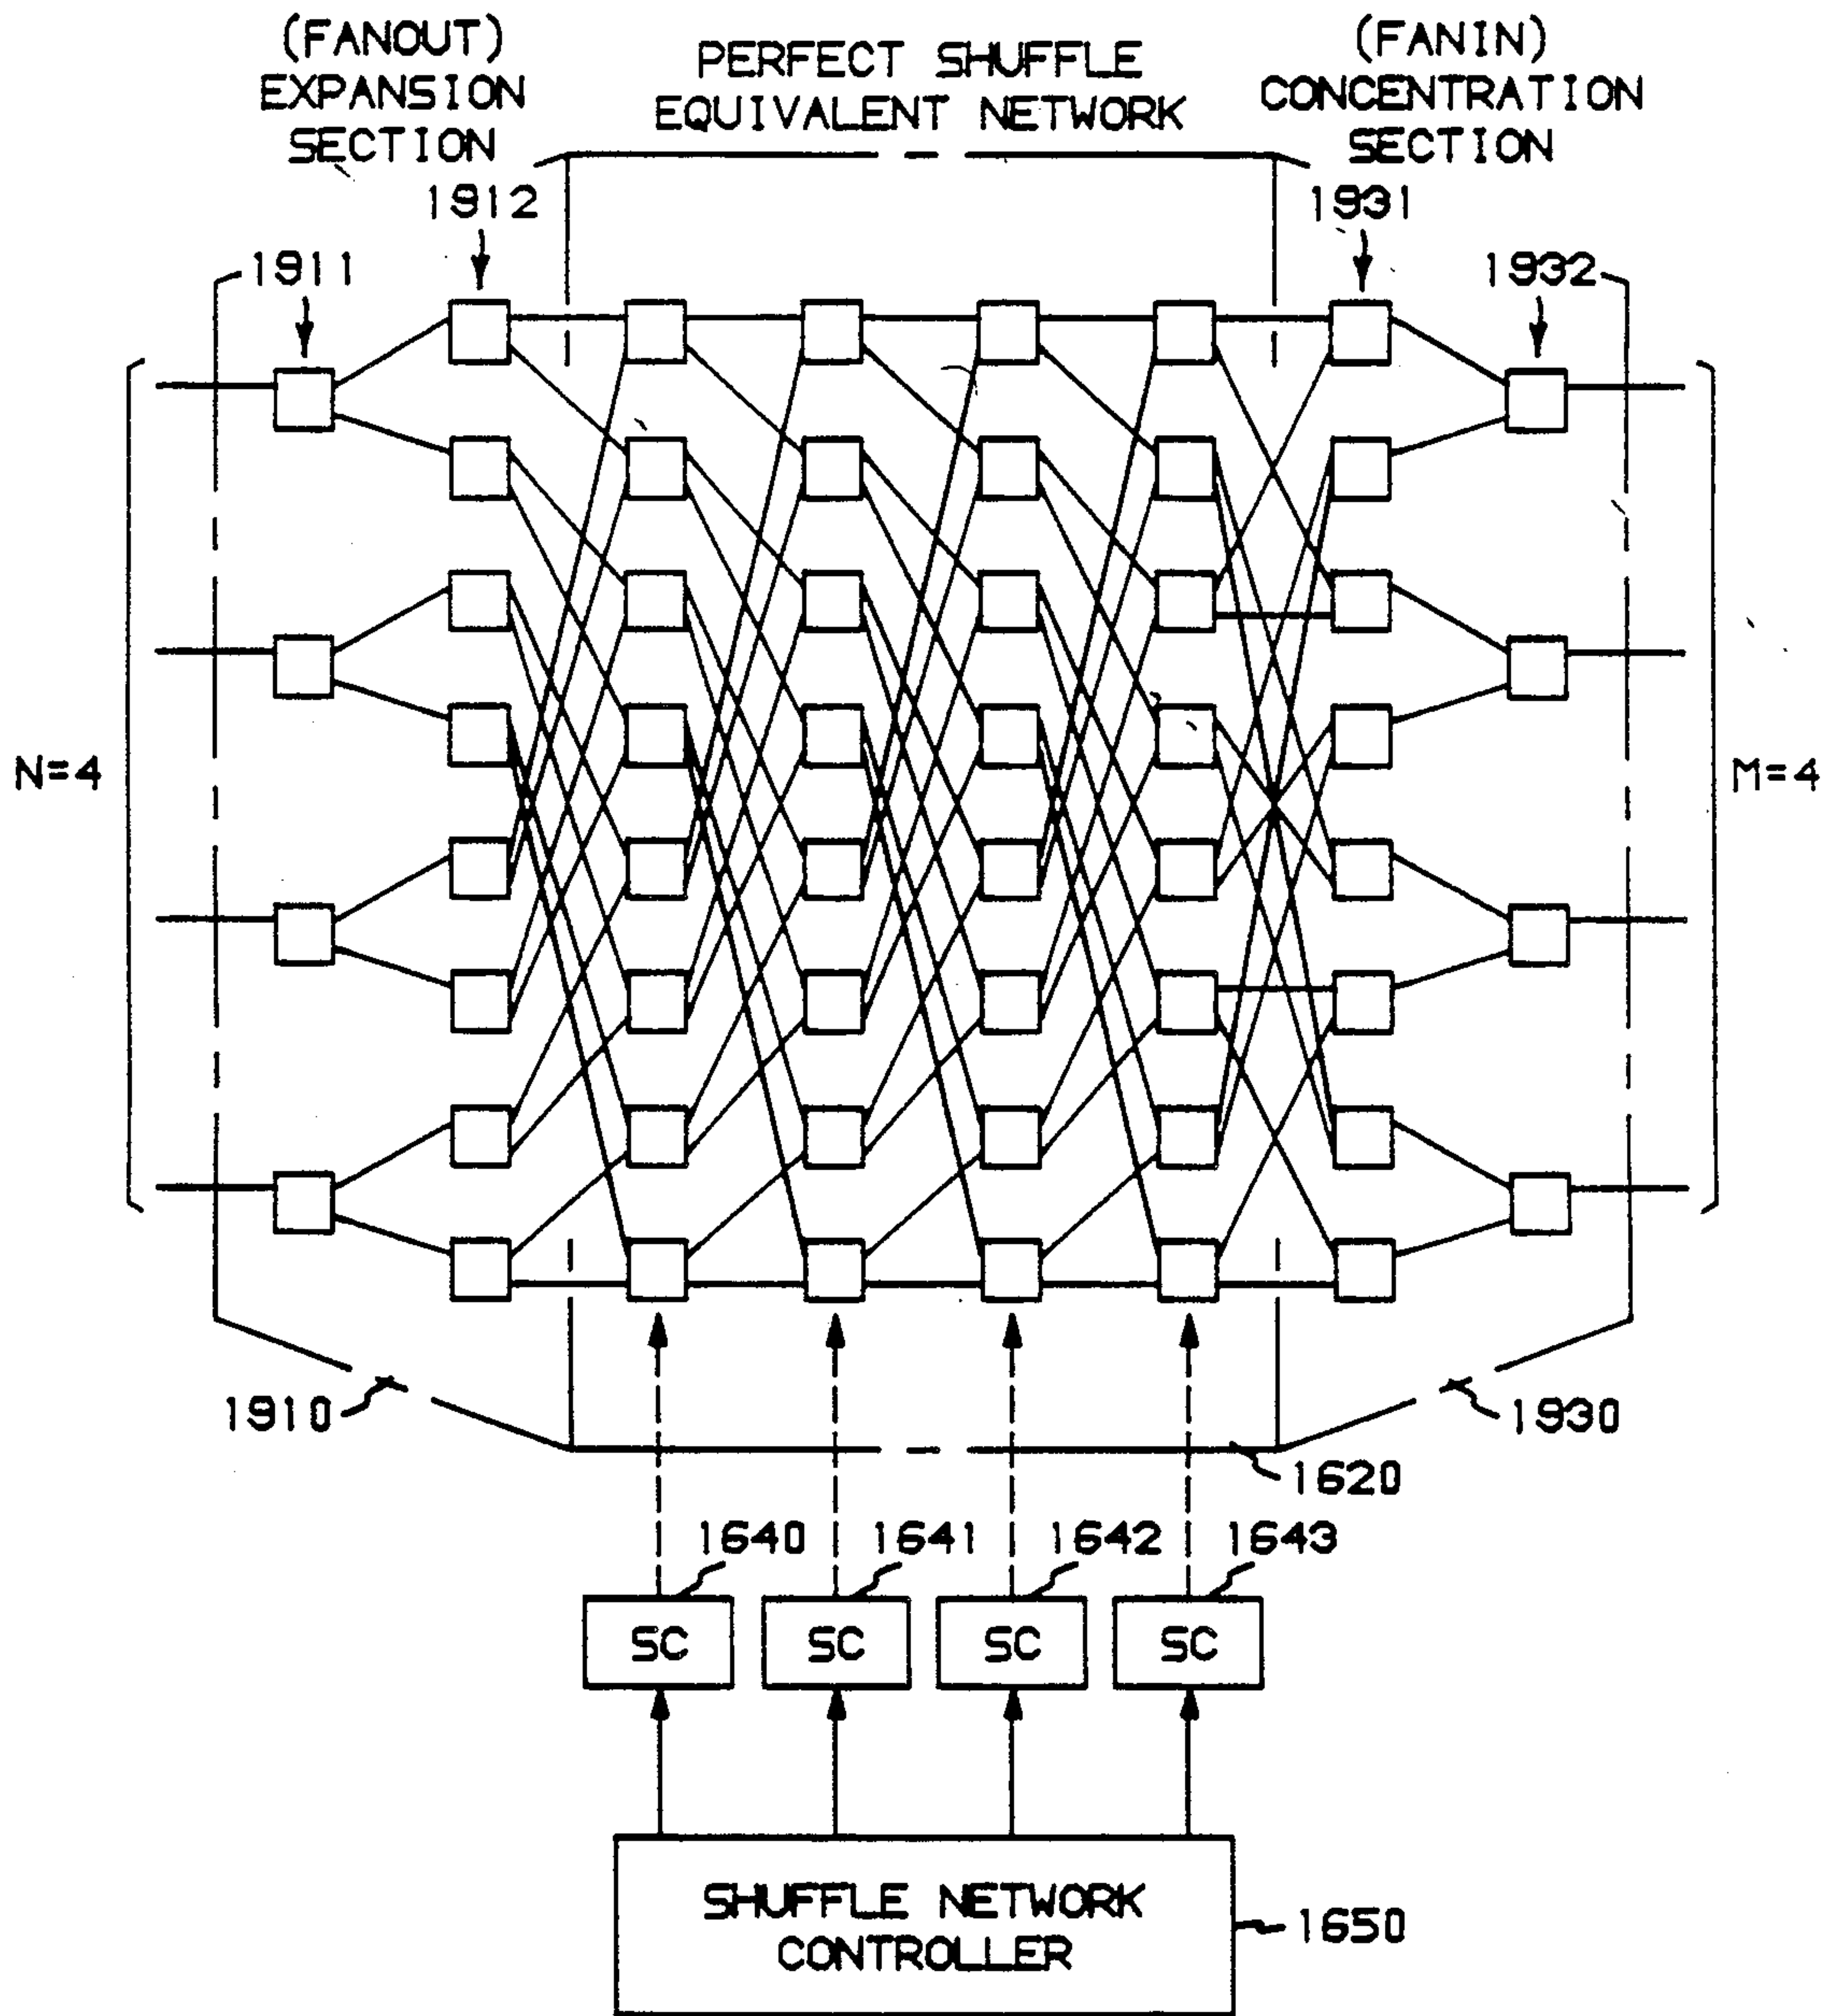 (FANOUT)
EXPANSION
SECTION
PERFECT SHUFFLE
EQUIVALENT NETWORK
(FANIN)
CONCENTRATION
SECTION
1912
1931
1911
1932
N=4
M=4
1910
1930
1620
1640
1641
1642
1643
SC
SC
SC
SC
SHUFFLE NETWORK
CONTROLLER
1650